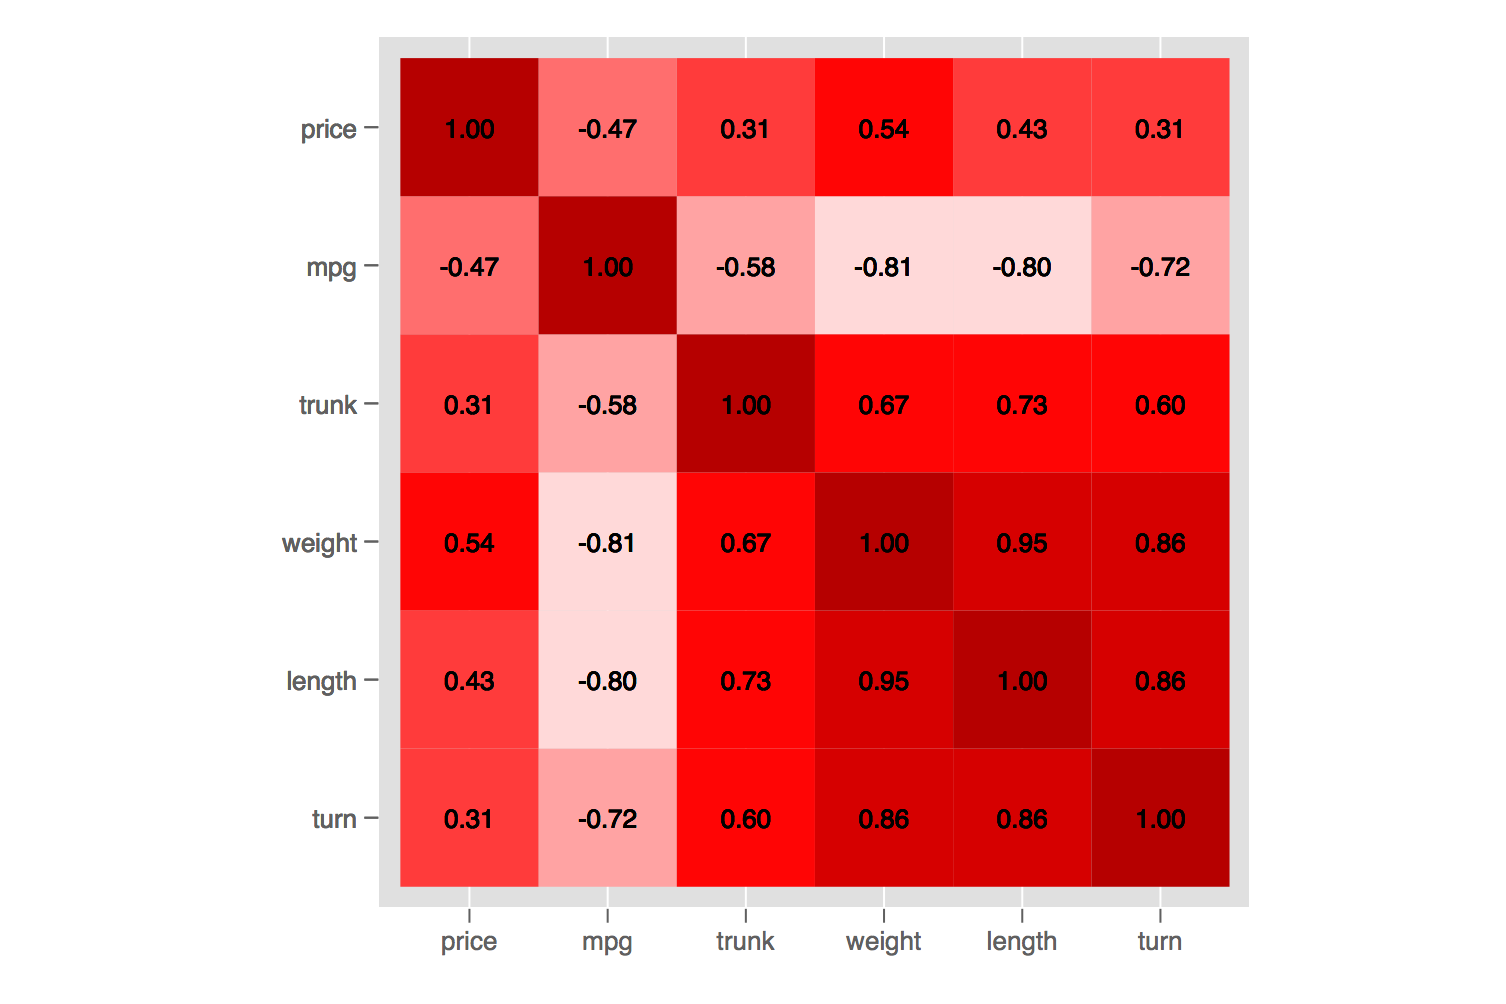 price 1.00 -0.47 0.31 0.54 0.43 0.31
mpg -0.47 1.00 -0.58 -0.81 -0.80 -0.72
trunk 0.31 -0.58 1.00 0.67 0.73 0.60
weight 0.54 -0.81 0.67 1.00 0.95 0.86
length 0.43 -0.80 0.73 0.95 1.00 0.86
turn 0.31 -0.72 0.60 0.86 0.86 1.00
price mpg trunk weight length turn